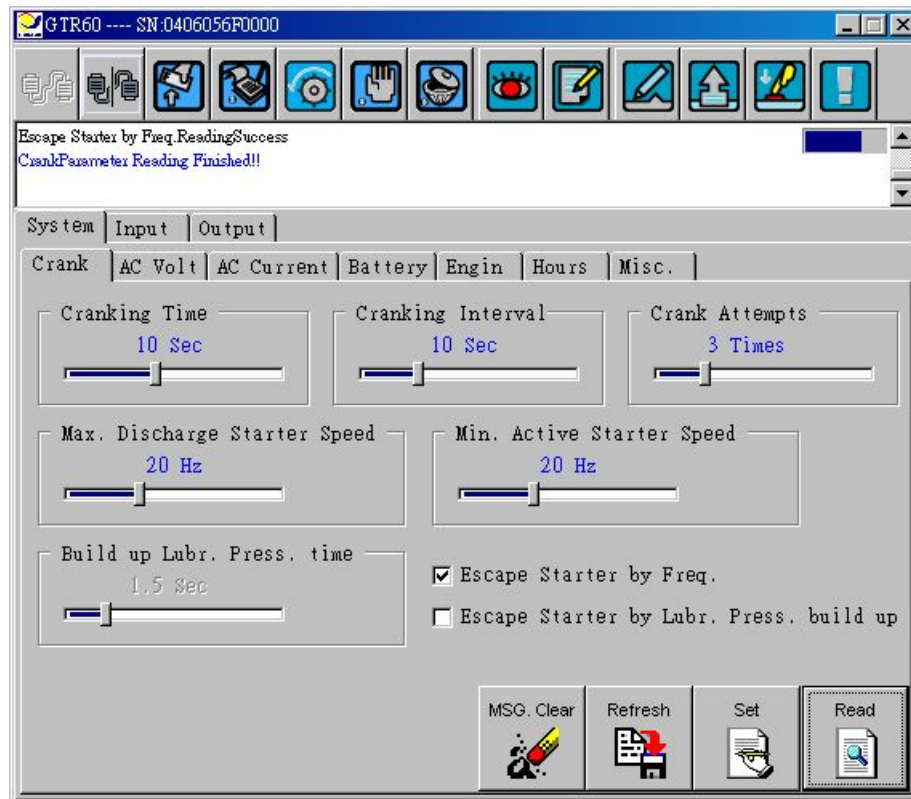 GTR60 ---- SN:0406056F0000
Escape Starter by Freq.ReadingSuccess
CrankParameter Reading Finished!!
System Input Output
Crank AC Volt AC Current Battery Engin Hours Misc.
Cranking Time Cranking Interval Crank Attempts
10 Sec 10 Sec 3 Times
Max. Discharge Starter Speed Min. Active Starter Speed
20 Hz 20 Hz
Build up Lubr. Press. time
1.5 Sec
Escape Starter by Freq.
Escape Starter by Lubr. Press. build up
MSG. Clear Refresh Set Read